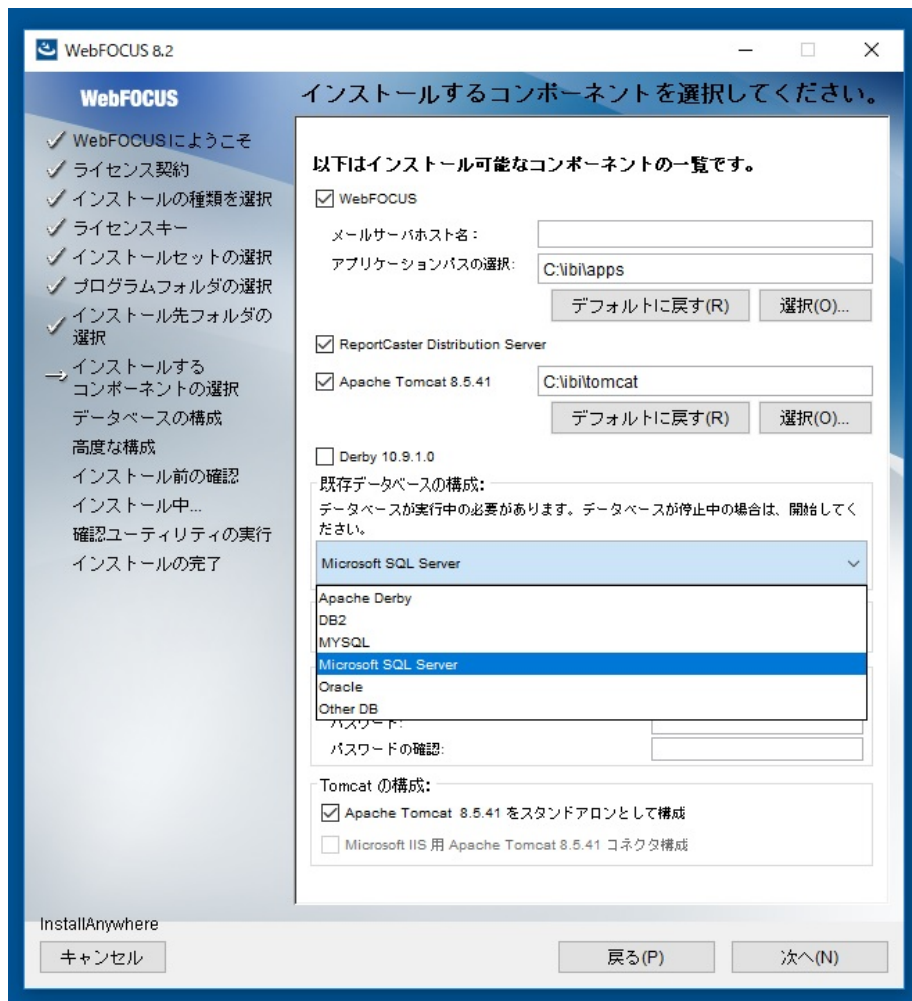 WebFOCUS 8.2
WebFOCUS
インストールするコンポーネントを選択してください。
WebFOCUSにようこそ
ライセンス契約
インストールの種類を選択
ライセンスキー
インストールセットの選択
プログラムフォルダの選択
インストール先フォルダの
選択
インストールする
コンポーネントの選択
データベースの構成
高度な構成
インストール前の確認
インストール中...
確認ユーティリティの実行
インストールの完了
以下はインストール可能なコンポーネントの一覧です。
WebFOCUS
メールサーバホスト名：
アプリケーションパスの選択:
C:\ibi\apps
デフォルトに戻す(R)
選択(O)...
ReportCaster Distribution Server
Apache Tomcat 8.5.41
C:\ibi\tomcat
デフォルトに戻す(R)
選択(O)...
Derby 10.9.1.0
既存データベースの構成:
データベースが実行中の必要があります。データベースが停止中の場合は、開始してく
ださい。
Microsoft SQL Server
Apache Derby
DB2
MYSQL
Microsoft SQL Server
Oracle
Other DB
パスワード:
パスワードの確認:
Tomcat の構成:
Apache Tomcat 8.5.41 をスタンドアロンとして構成
Microsoft IIS 用 Apache Tomcat 8.5.41 コネクタ構成
InstallAnywhere
キャンセル
戻る(P)
次へ(N)